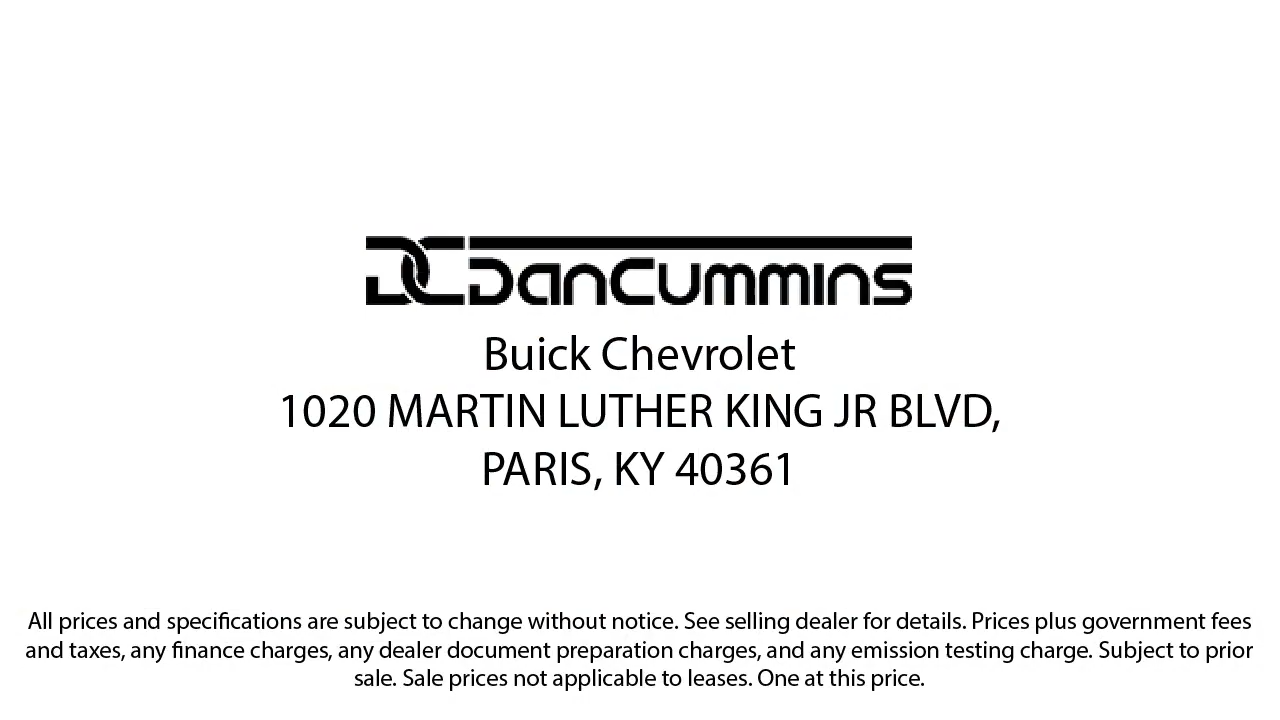 DC DanCummins
Buick Chevrolet
1020 MARTIN LUTHER KING JR BLVD,
PARIS, KY 40361
All prices and specifications are subject to change without notice. See selling dealer for details. Prices plus government fees
and taxes, any finance charges, any dealer document preparation charges, and any emission testing charge. Subject to prior
sale. Sale prices not applicable to leases. One at this price.